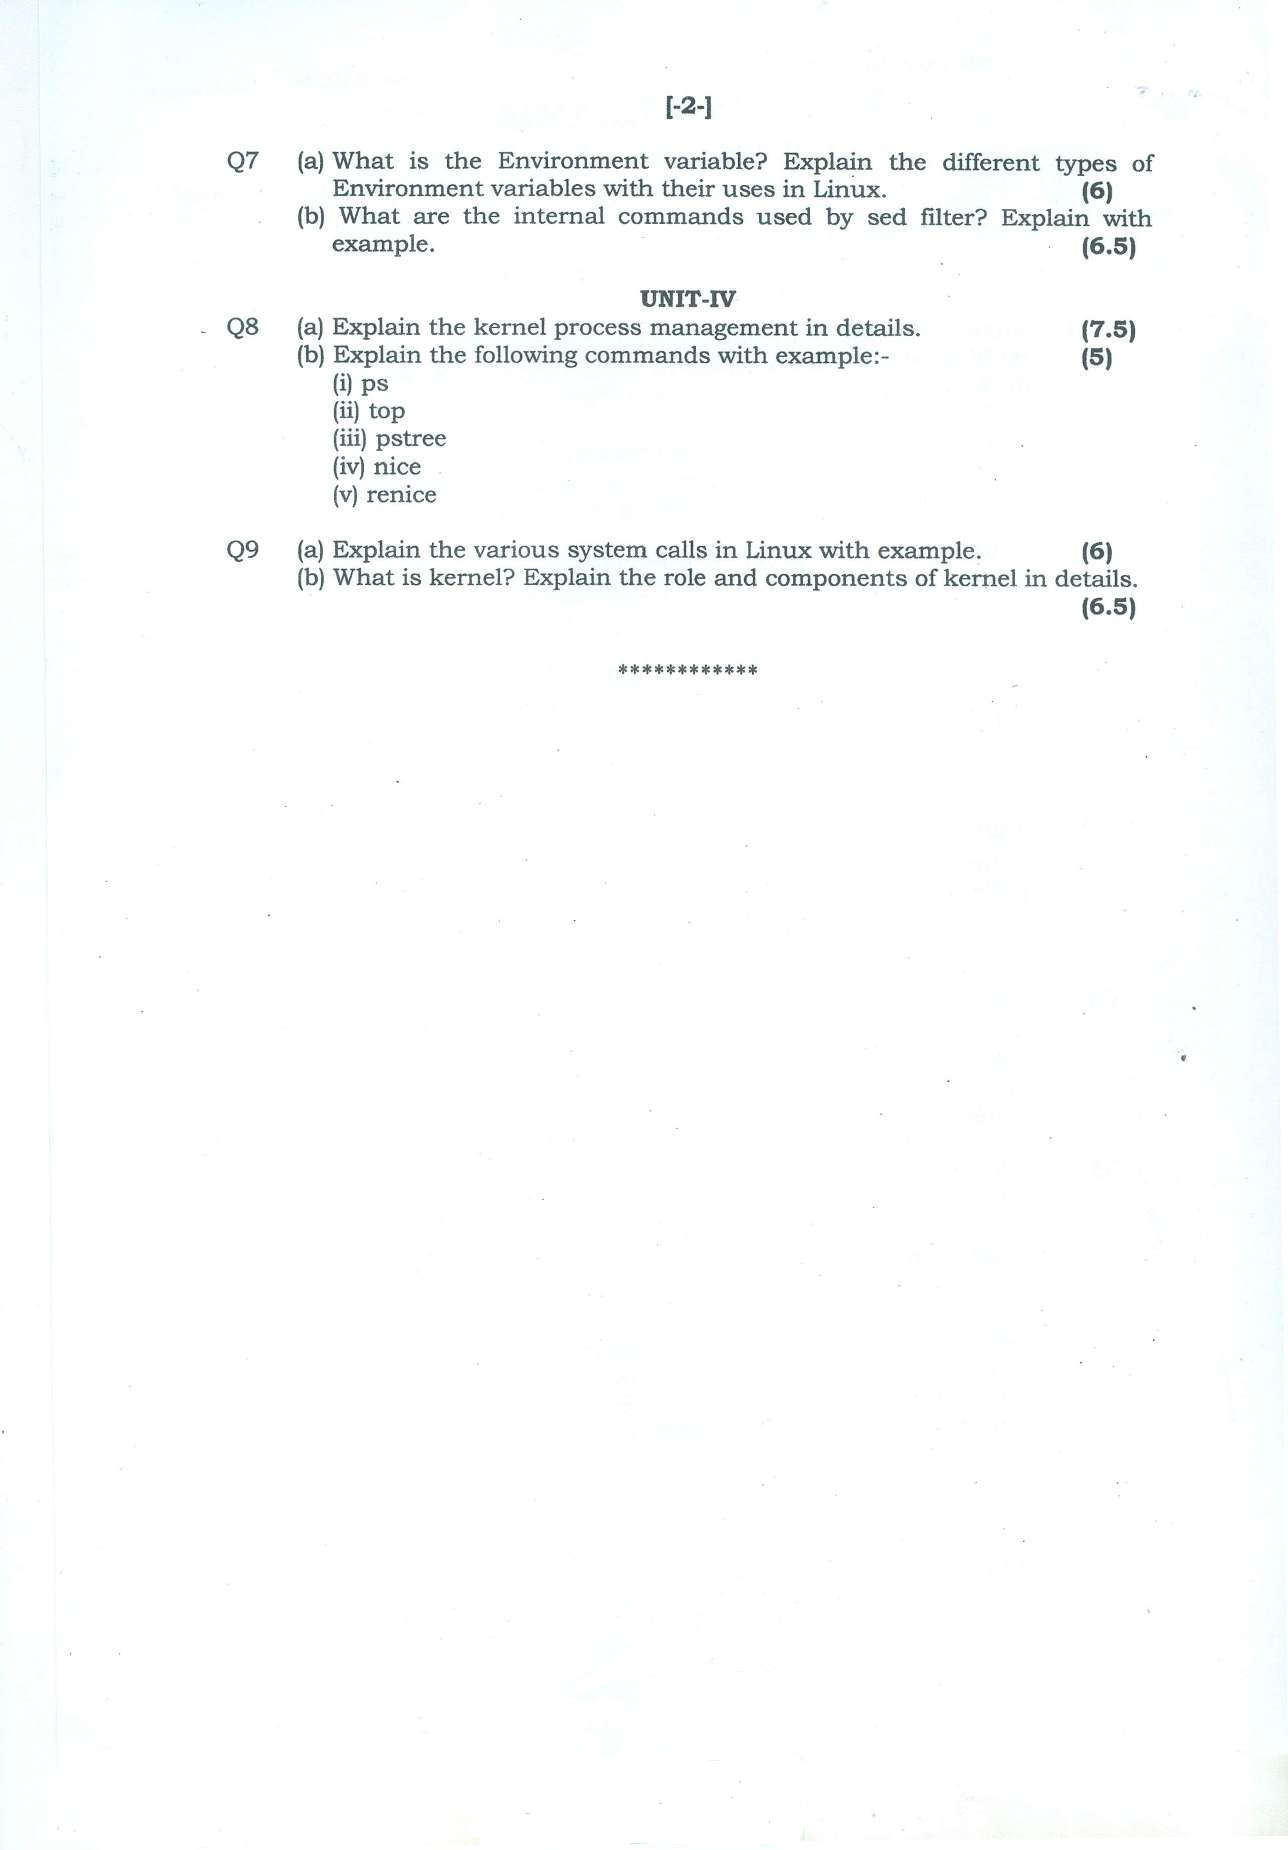 [-2-]
Q7 (a) What is the Environment variable? Explain the different types of
Environment variables with their uses in Linux. (6)
(b) What are the internal commands used by sed filter? Explain with
example. (6.5)
UNIT-IV
Q8 (a) Explain the kernel process management in details. (7.5)
(b) Explain the following commands with example:- (5)
(i) ps
(ii) top
(iii) pstree
(iv) nice
(v) renice
Q9 (a) Explain the various system calls in Linux with example. (6)
(b) What is kernel? Explain the role and components of kernel in details.
(6.5)
************